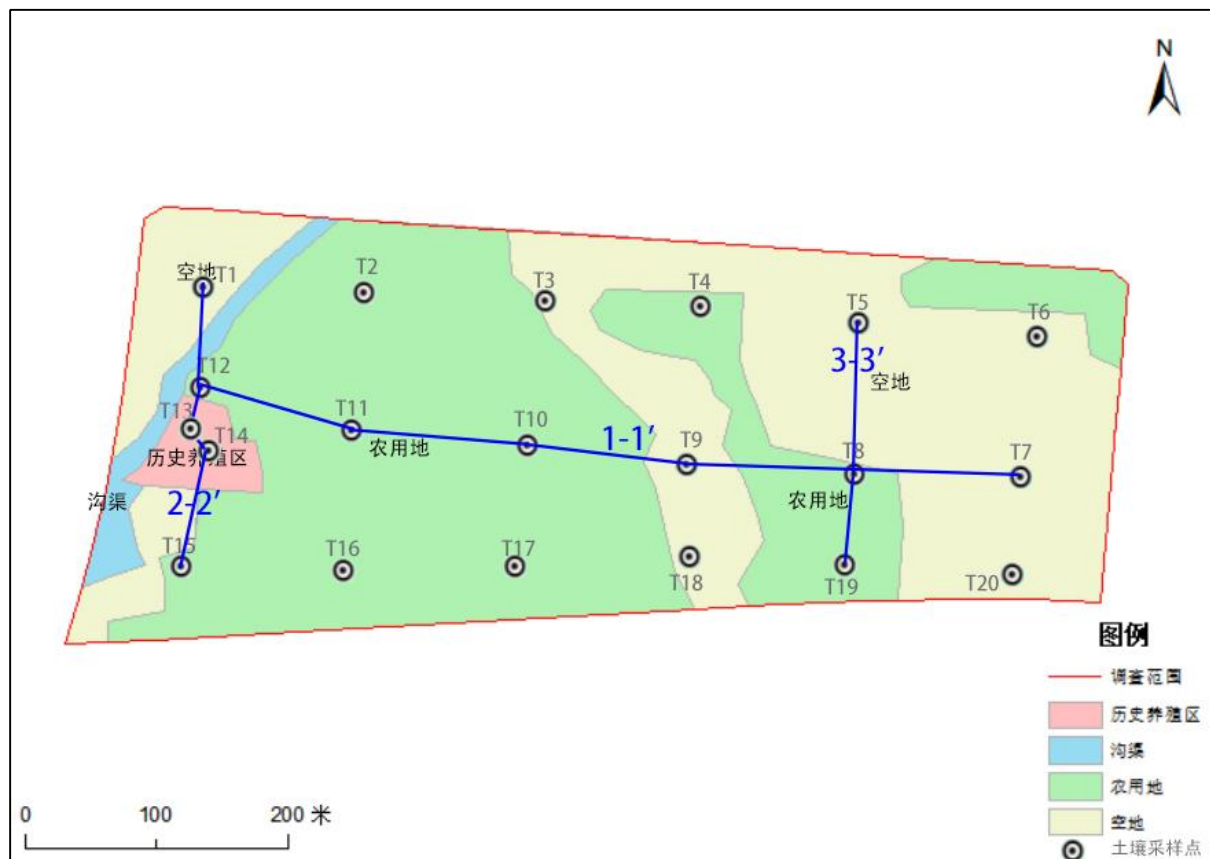 N
空地
T1
T2
T3
T4
T5
T6
3-3′
空地
T12
T13
T14
T11
T10
1-1′
T9
T8
T7
历史养殖区
农用地
农用地
沟渠
2-2′
T15
T16
T17
T18
T19
T20
图例
调查范围
历史养殖区
沟渠
农用地
空地
土壤采样点
0 100 200 米